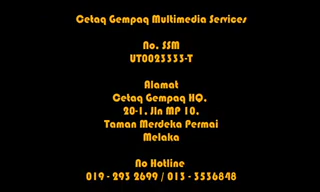 Cetaq Gempaq Multimedia Services
No. SSM
UT0023333-T
Alamat
Cetaq Gempaq HQ.
20-1. Jln MP 10.
Taman Merdeka Permai
Melaka
No Hotline
019 - 293 2699 / 013 - 3536848